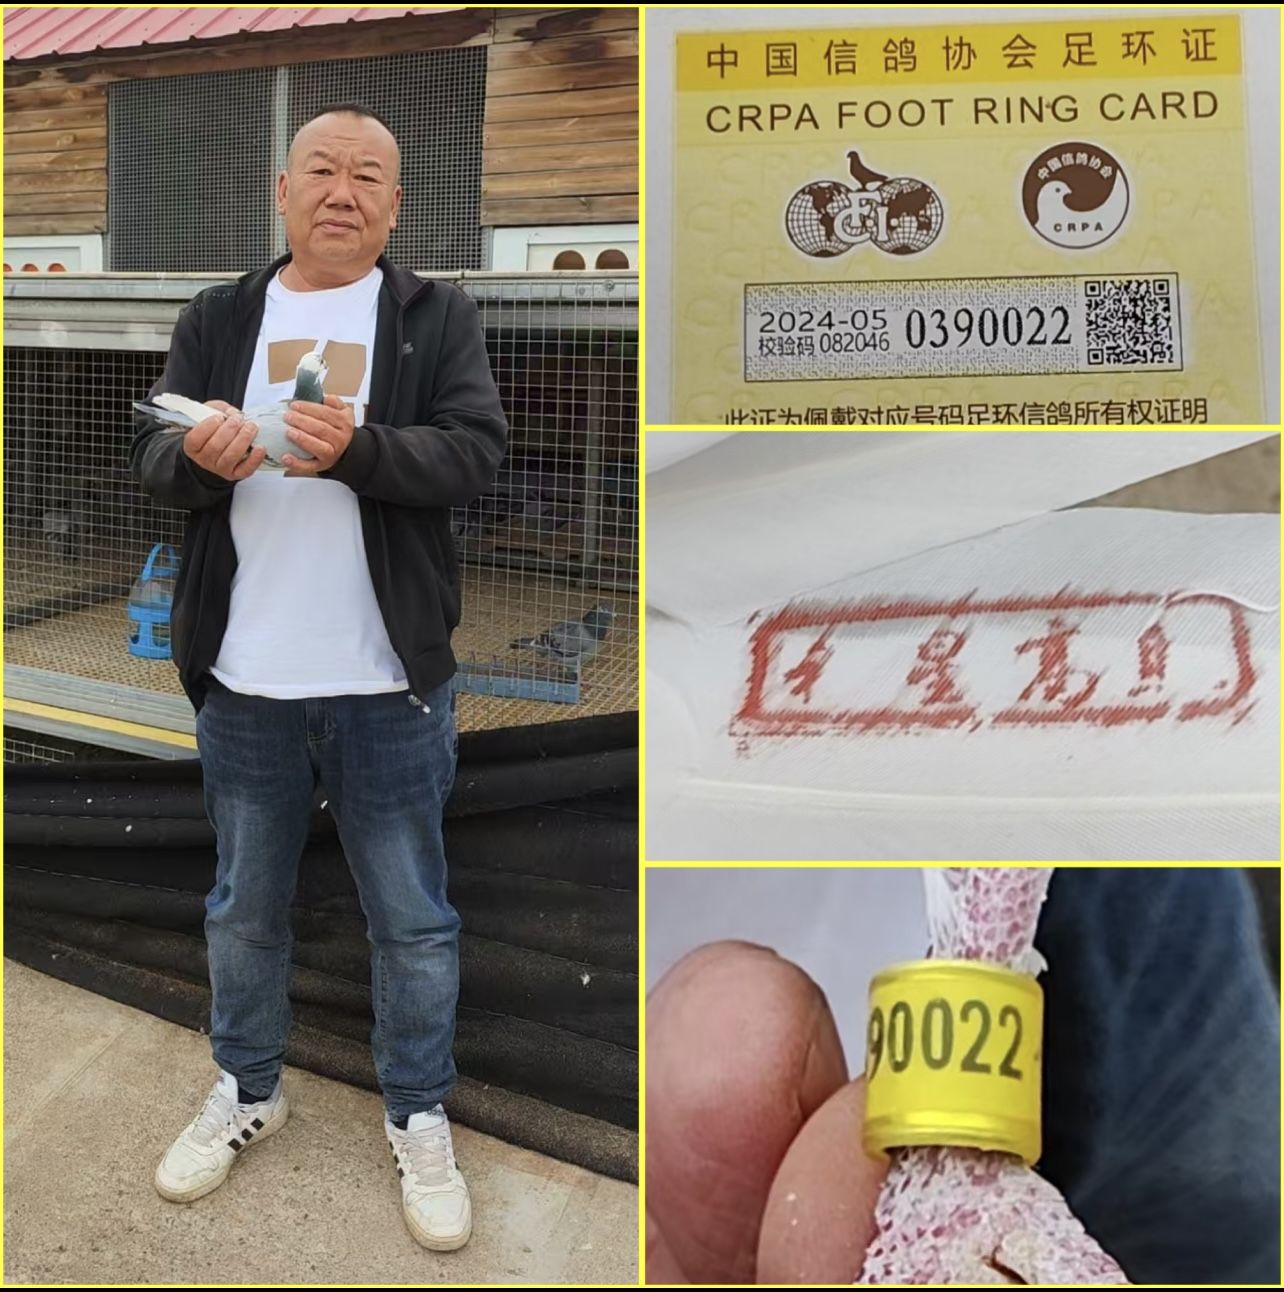 中国信鸽协会足环证
CRPA FOOT RING CARD
FCI
中国信鸽协会
CRPA
2024-05
校验码 082046
0390022
此证为佩戴对应号码足环信鸽所有权证明
90022